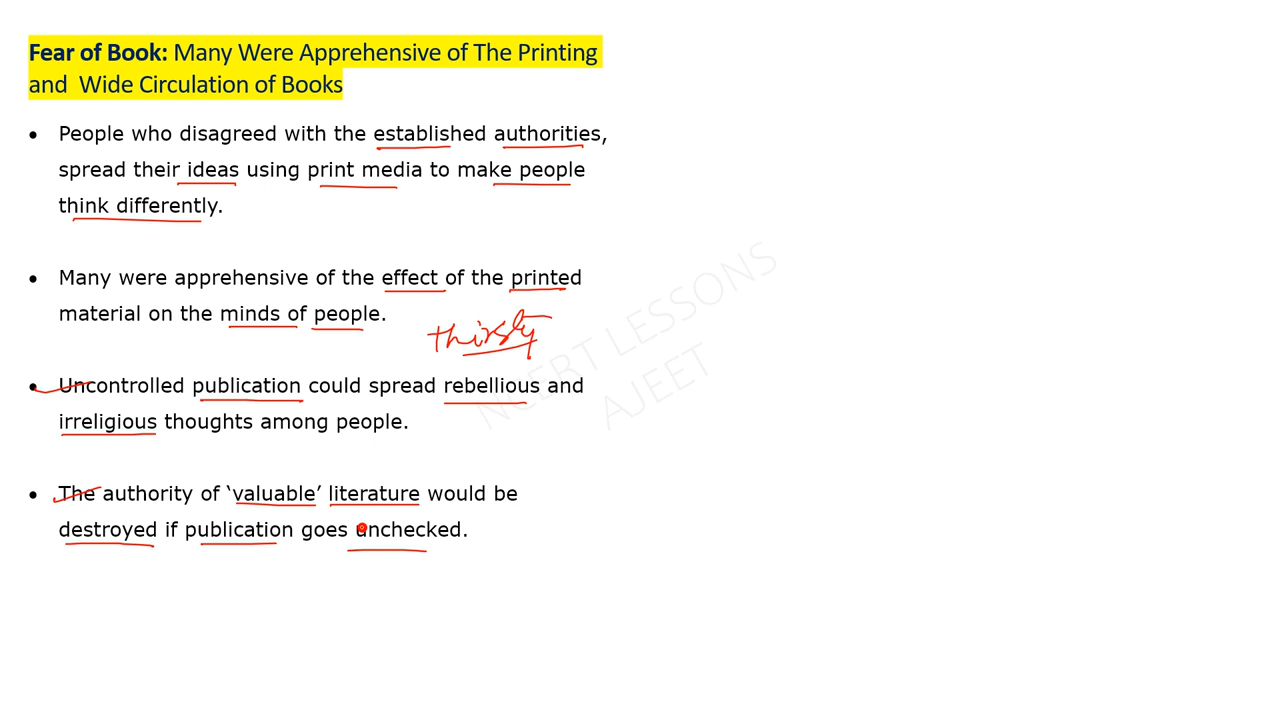 Fear of Book: Many Were Apprehensive of The Printing
and Wide Circulation of Books
• People who disagreed with the established authorities,
spread their ideas using print media to make people
think differently.
• Many were apprehensive of the effect of the printed
material on the minds of people.
thirsty
• Uncontrolled publication could spread rebellious and
irreligious thoughts among people.
• The authority of ‘valuable’ literature would be
destroyed if publication goes unchecked.
NCERT LESSONS
AJEET